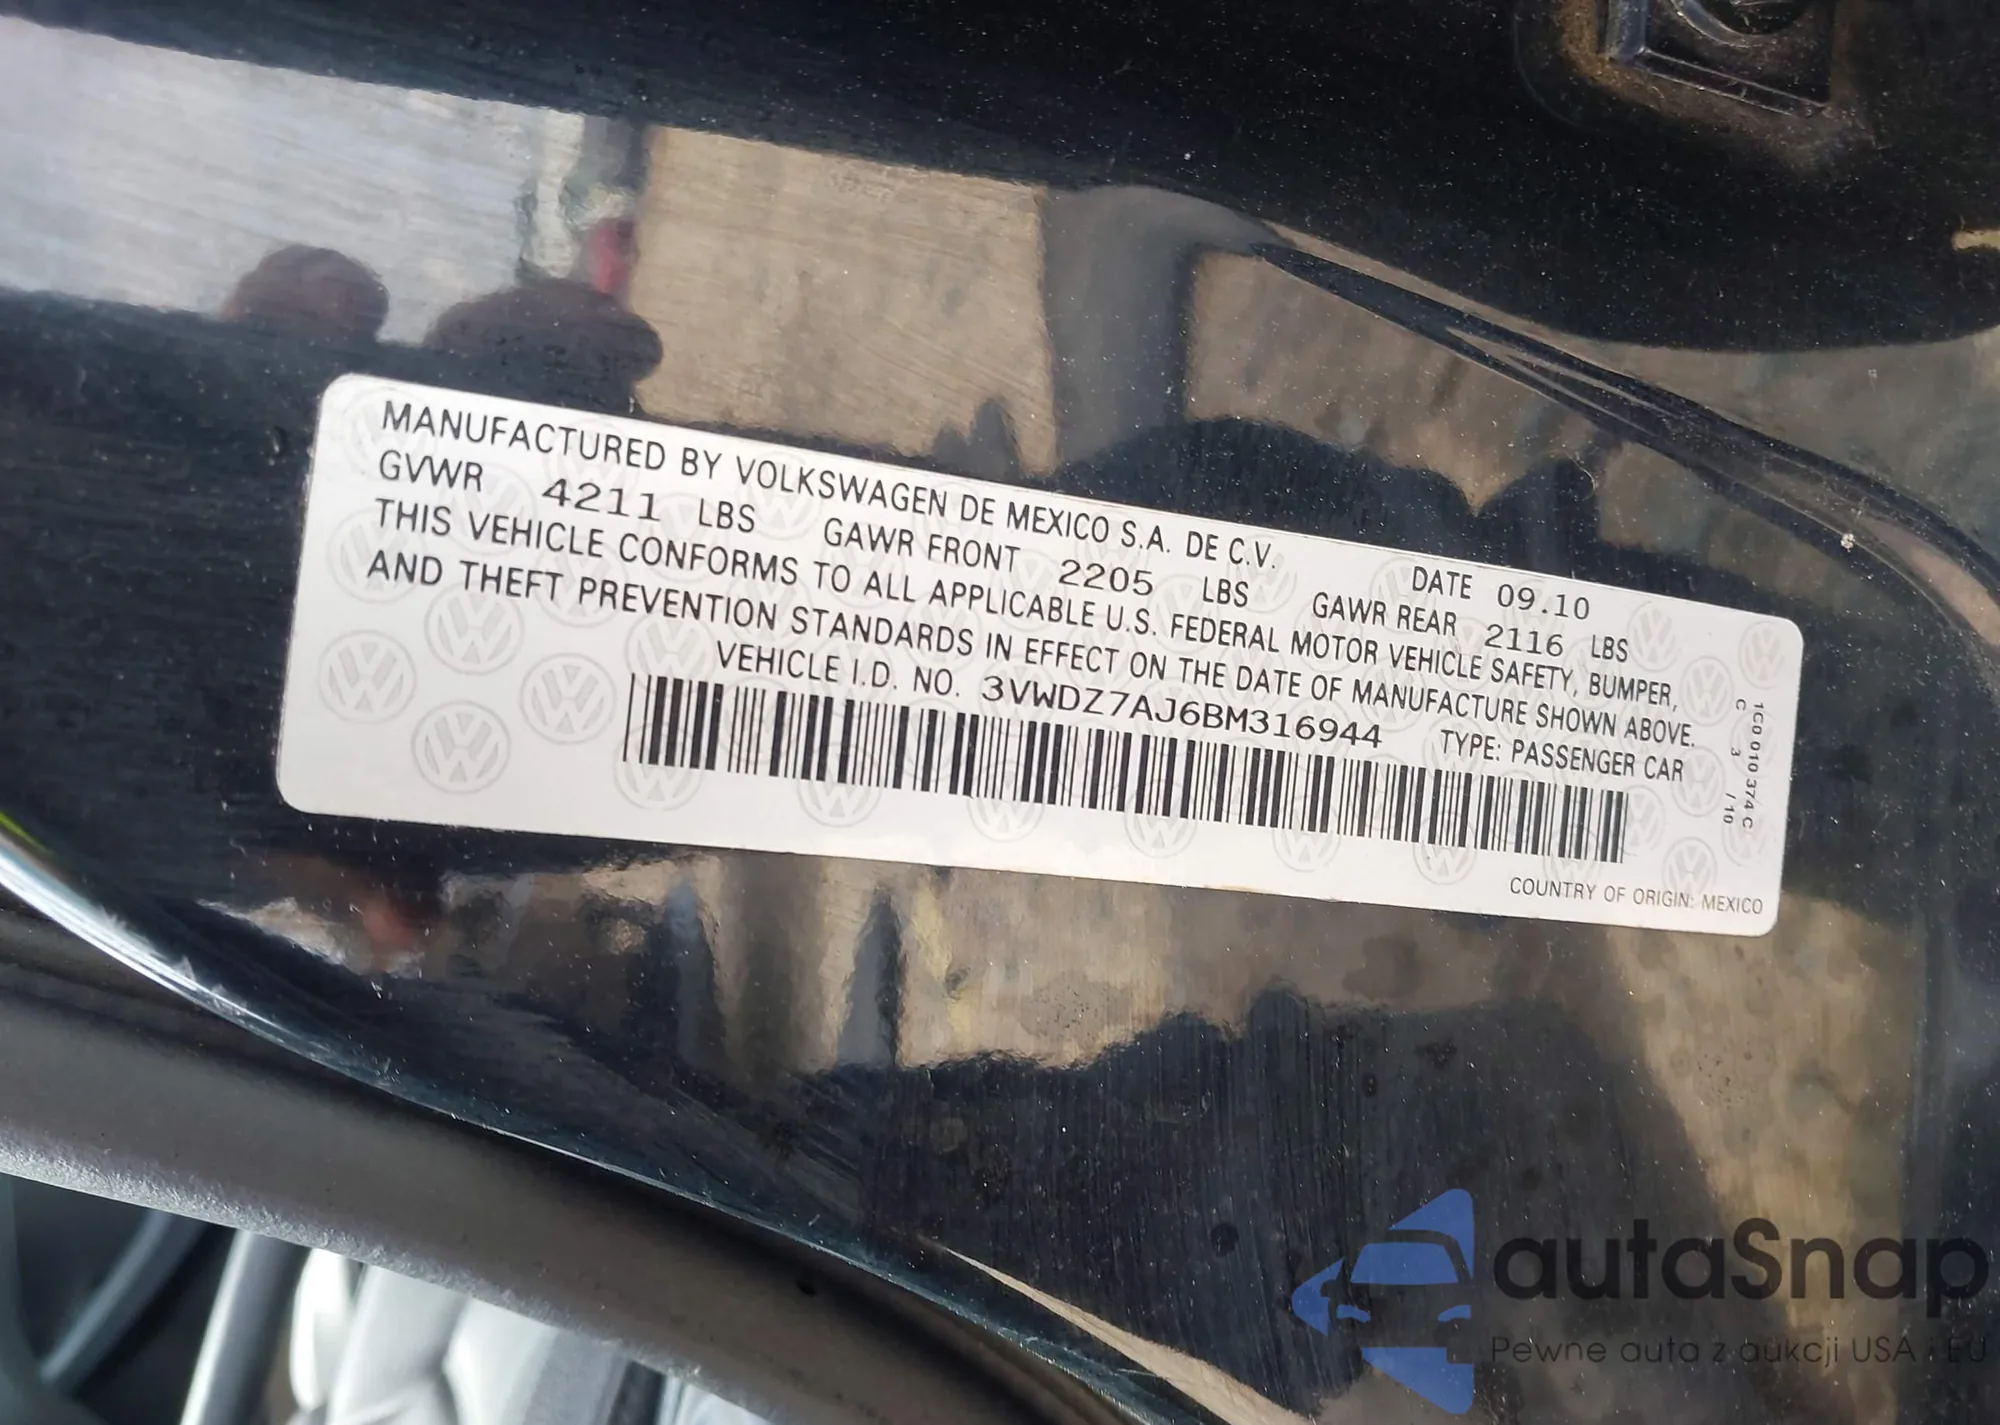 MANUFACTURED BY VOLKSWAGEN DE MEXICO S.A. DE C.V. DATE 09.10
GVWR 4211 LBS GAWR FRONT 2205 LBS GAWR REAR 2116 LBS
THIS VEHICLE CONFORMS TO ALL APPLICABLE U.S. FEDERAL MOTOR VEHICLE SAFETY, BUMPER,
AND THEFT PREVENTION STANDARDS IN EFFECT ON THE DATE OF MANUFACTURE SHOWN ABOVE.
VEHICLE I.D. NO. 3VWDZ7AJ6BM316944 TYPE: PASSENGER CAR
COUNTRY OF ORIGIN: MEXICO
1C0 010 374 C
C 3 /10
autaSnap
Pewne auta z aukcji USA i EU